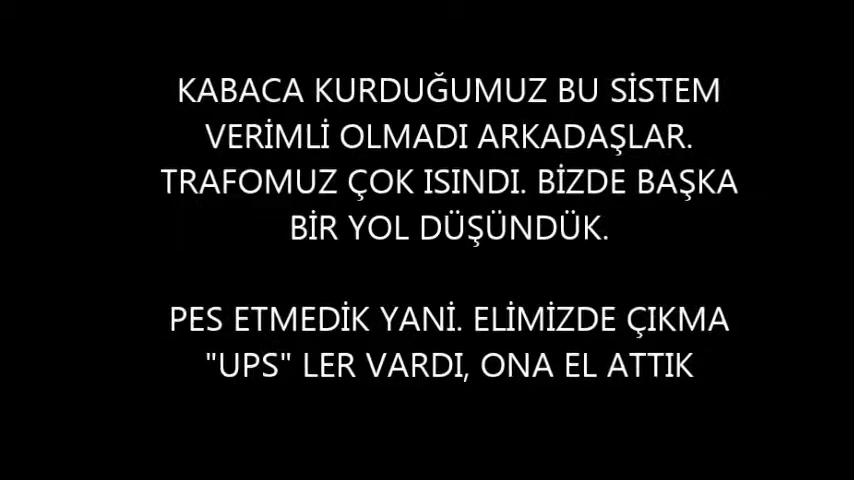 KABACA KURDUĞUMUZ BU SİSTEM
VERİMLİ OLMADI ARKADAŞLAR.
TRAFOMUZ ÇOK ISINDI. BİZDE BAŞKA
BİR YOL DÜŞÜNDÜK.
PES ETMEDİK YANİ. ELİMİZDE ÇIKMA
"UPS" LER VARDI, ONA EL ATTIK